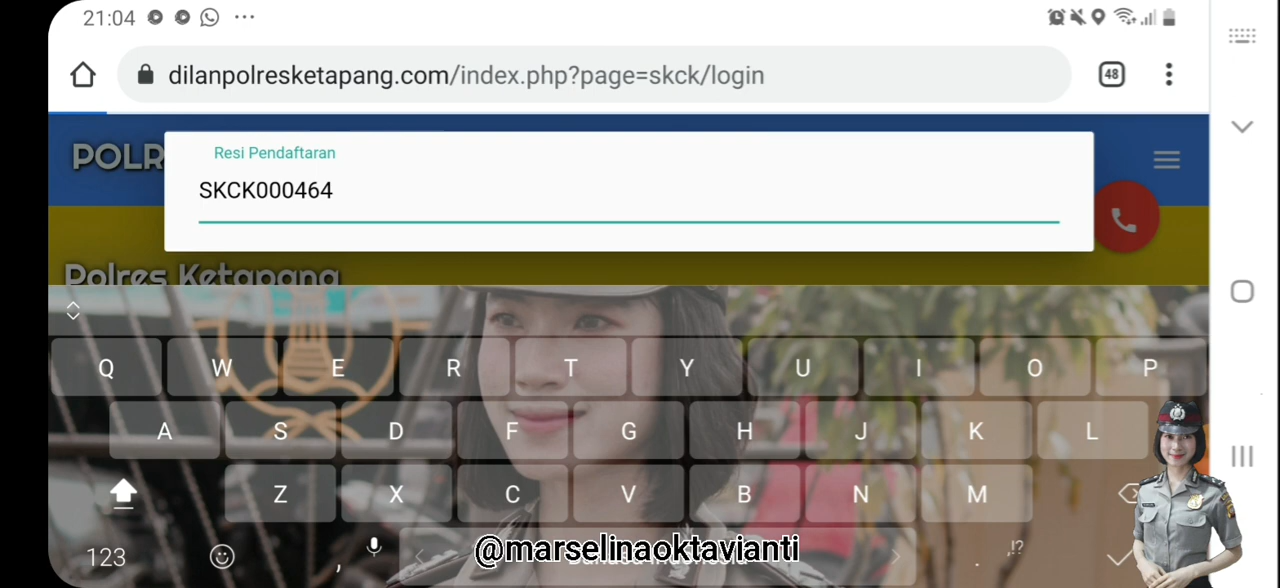 21:04
dilanpolresketapang.com/index.php?page=skck/login
48
POLR
Resi Pendaftaran
SKCK000464
Polres Ketapang
Q W E R T Y U I O P
A S D F G H J K L
Z X C V B N M
123 , . !?
@marselinaoktavianti